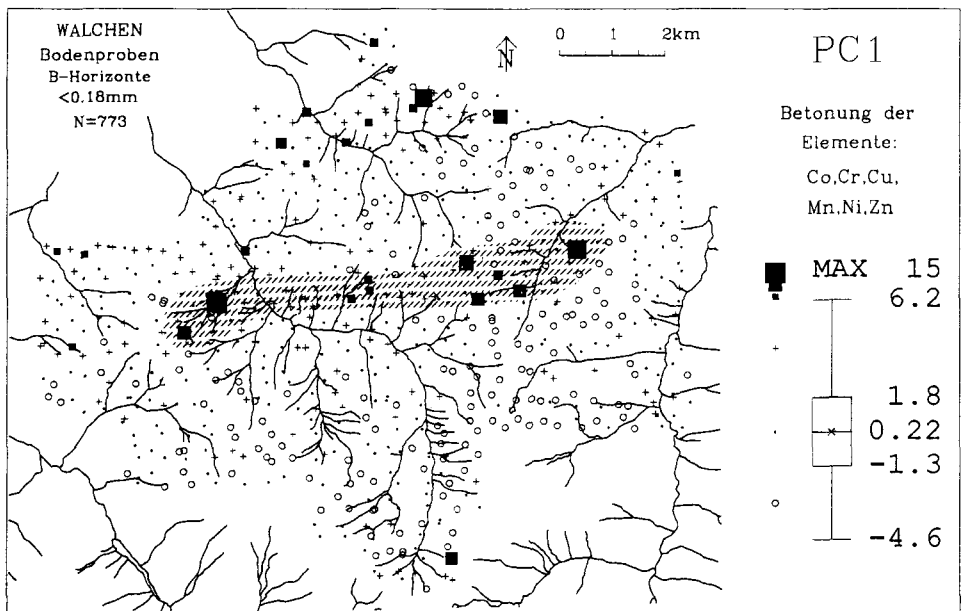 WALCHEN
Bodenproben
B-Horizonte
<0.18mm
N=773
N
0 1 2km
PC1
Betonung der
Elemente:
Co,Cr,Cu,
Mn,Ni,Zn
MAX 15
6.2
1.8
0.22
-1.3
-4.6